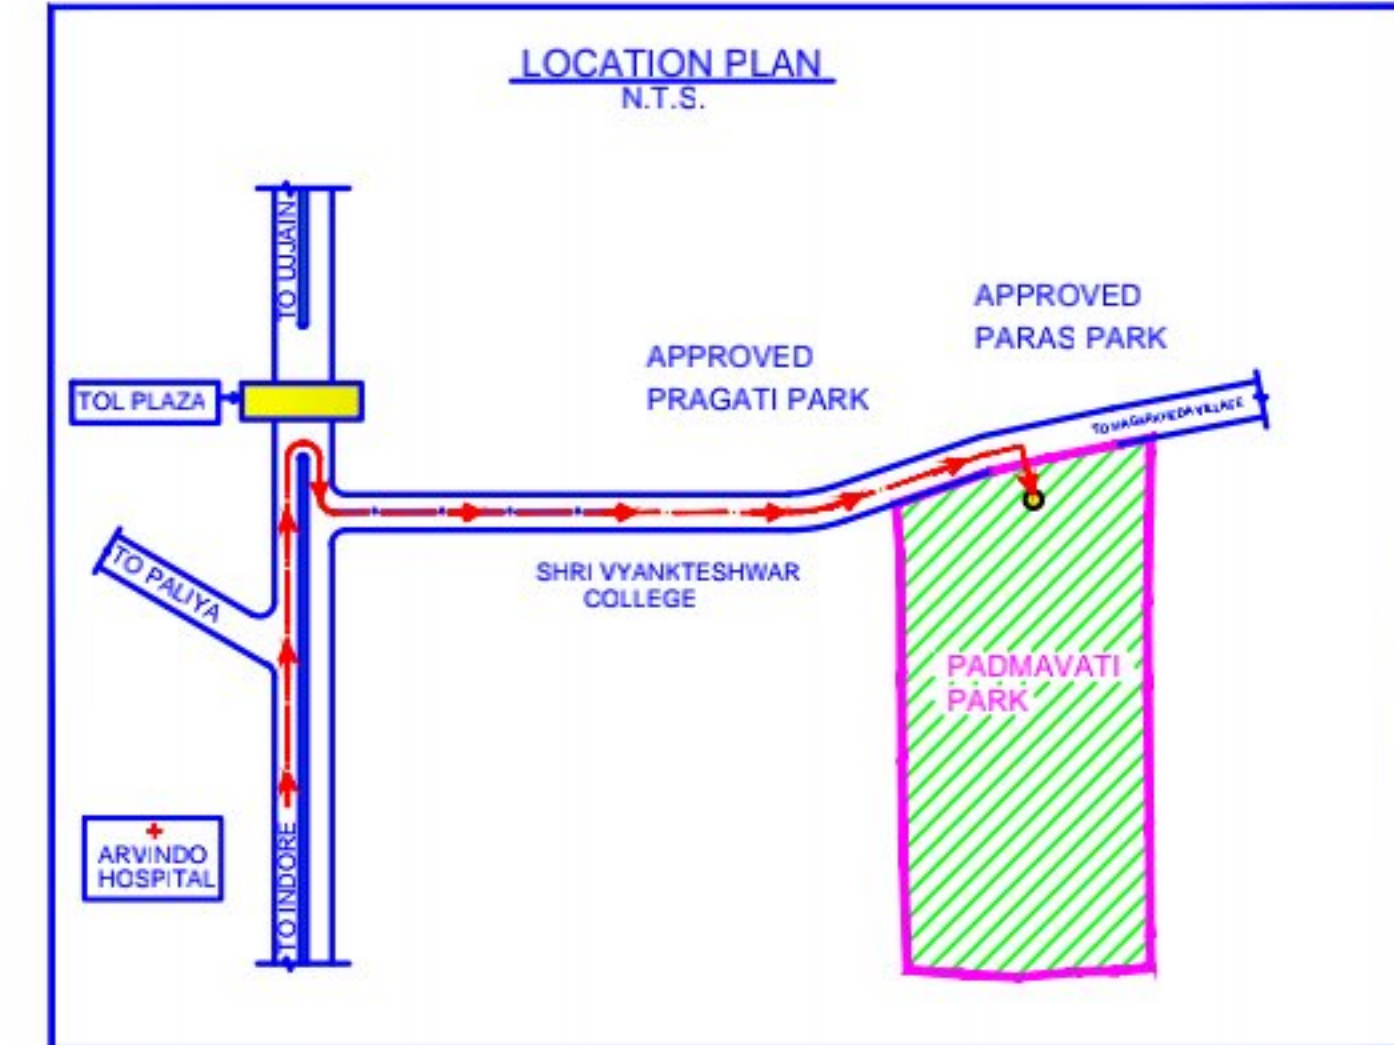 LOCATION PLAN
N.T.S.
TO UJJAIN
APPROVED
PARAS PARK
APPROVED
PRAGATI PARK
TOL PLAZA
TO PALIYA
SHRI VYANKTESHWAR
COLLEGE
PADMAVATI
PARK
ARVINDO
HOSPITAL
TO INDORE